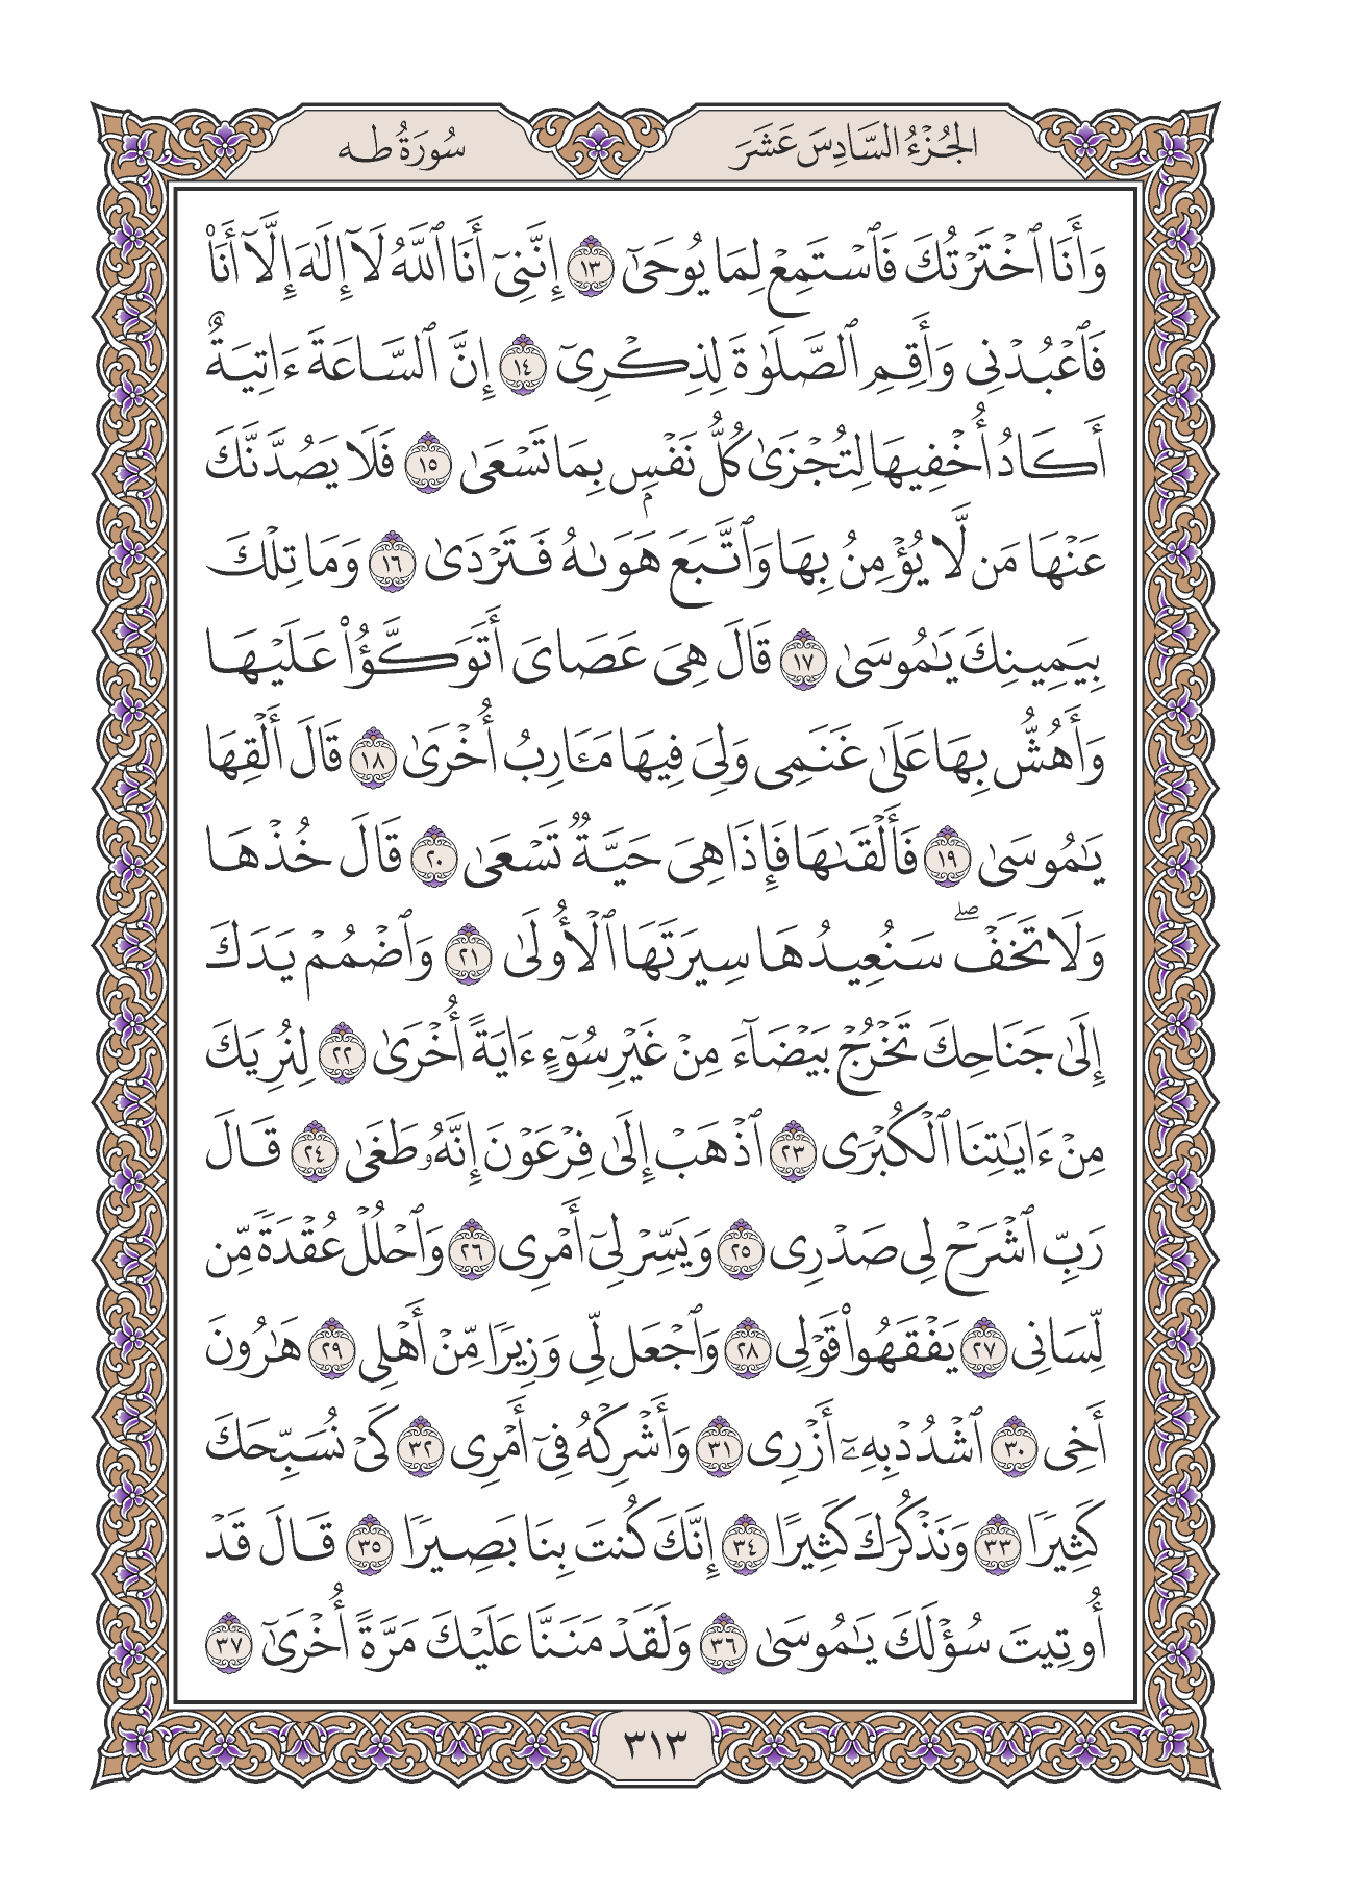 الجُزْءُ السَّادِسَ عَشَرَ
سُورَةُ طه
وَأَنَا ٱخْتَرْتُكَ فَٱسْتَمِعْ لِمَا يُوحَىٰٓ ١٣ إِنَّنِىٓ أَنَا ٱللَّهُ لَآ إِلَٰهَ إِلَّآ أَنَا۠
فَٱعْبُدْنِى وَأَقِمِ ٱلصَّلَوٰةَ لِذِكْرِىٓ ١٤ إِنَّ ٱلسَّاعَةَ ءَاتِيَةٌ
أَكَادُ أُخْفِيهَا لِتُجْزَىٰ كُلُّ نَفْسٍۭ بِمَا تَسْعَىٰ ١٥ فَلَا يَصُدَّنَّكَ
عَنْهَا مَن لَّا يُؤْمِنُ بِهَا وَٱتَّبَعَ هَوَىٰهُ فَتَرْدَىٰ ١٦ وَمَا تِلْكَ
بِيَمِينِكَ يَٰمُوسَىٰ ١٧ قَالَ هِىَ عَصَاىَ أَتَوَكَّؤُا۟ عَلَيْهَا
وَأَهُشُّ بِهَا عَلَىٰ غَنَمِى وَلِىَ فِيهَا مَـَٔارِبُ أُخْرَىٰ ١٨ قَالَ أَلْقِهَا
يَٰمُوسَىٰ ١٩ فَأَلْقَىٰهَا فَإِذَا هِىَ حَيَّةٌ تَسْعَىٰ ٢٠ قَالَ خُذْهَا
وَلَا تَخَفْ ۖ سَنُعِيدُهَا سِيرَتَهَا ٱلْأُولَىٰ ٢١ وَٱضْمُمْ يَدَكَ
إِلَىٰ جَنَاحِكَ تَخْرُجْ بَيْضَآءَ مِنْ غَيْرِ سُوٓءٍ ءَايَةً أُخْرَىٰ ٢٢ لِنُرِيَكَ
مِنْ ءَايَٰتِنَا ٱلْكُبْرَى ٢٣ ٱذْهَبْ إِلَىٰ فِرْعَوْنَ إِنَّهُۥ طَغَىٰ ٢٤ قَالَ
رَبِّ ٱشْرَحْ لِى صَدْرِى ٢٥ وَيَسِّرْ لِىٓ أَمْرِى ٢٦ وَٱحْلُلْ عُقْدَةً مِّن
لِّسَانِى ٢٧ يَفْقَهُوا۟ قَوْلِى ٢٨ وَٱجْعَل لِّى وَزِيرًا مِّنْ أَهْلِى ٢٩ هَٰرُونَ
أَخِى ٣٠ ٱشْدُدْ بِهِۦٓ أَزْرِى ٣١ وَأَشْرِكْهُ فِىٓ أَمْرِى ٣٢ كَىْ نُسَبِّحَكَ
كَثِيرًا ٣٣ وَنَذْكُرَكَ كَثِيرًا ٣٤ إِنَّكَ كُنتَ بِنَا بَصِيرًا ٣٥ قَالَ قَدْ
أُوتِيتَ سُؤْلَكَ يَٰمُوسَىٰ ٣٦ وَلَقَدْ مَنَنَّا عَلَيْكَ مَرَّةً أُخْرَىٰٓ ٣٧
٣١٣